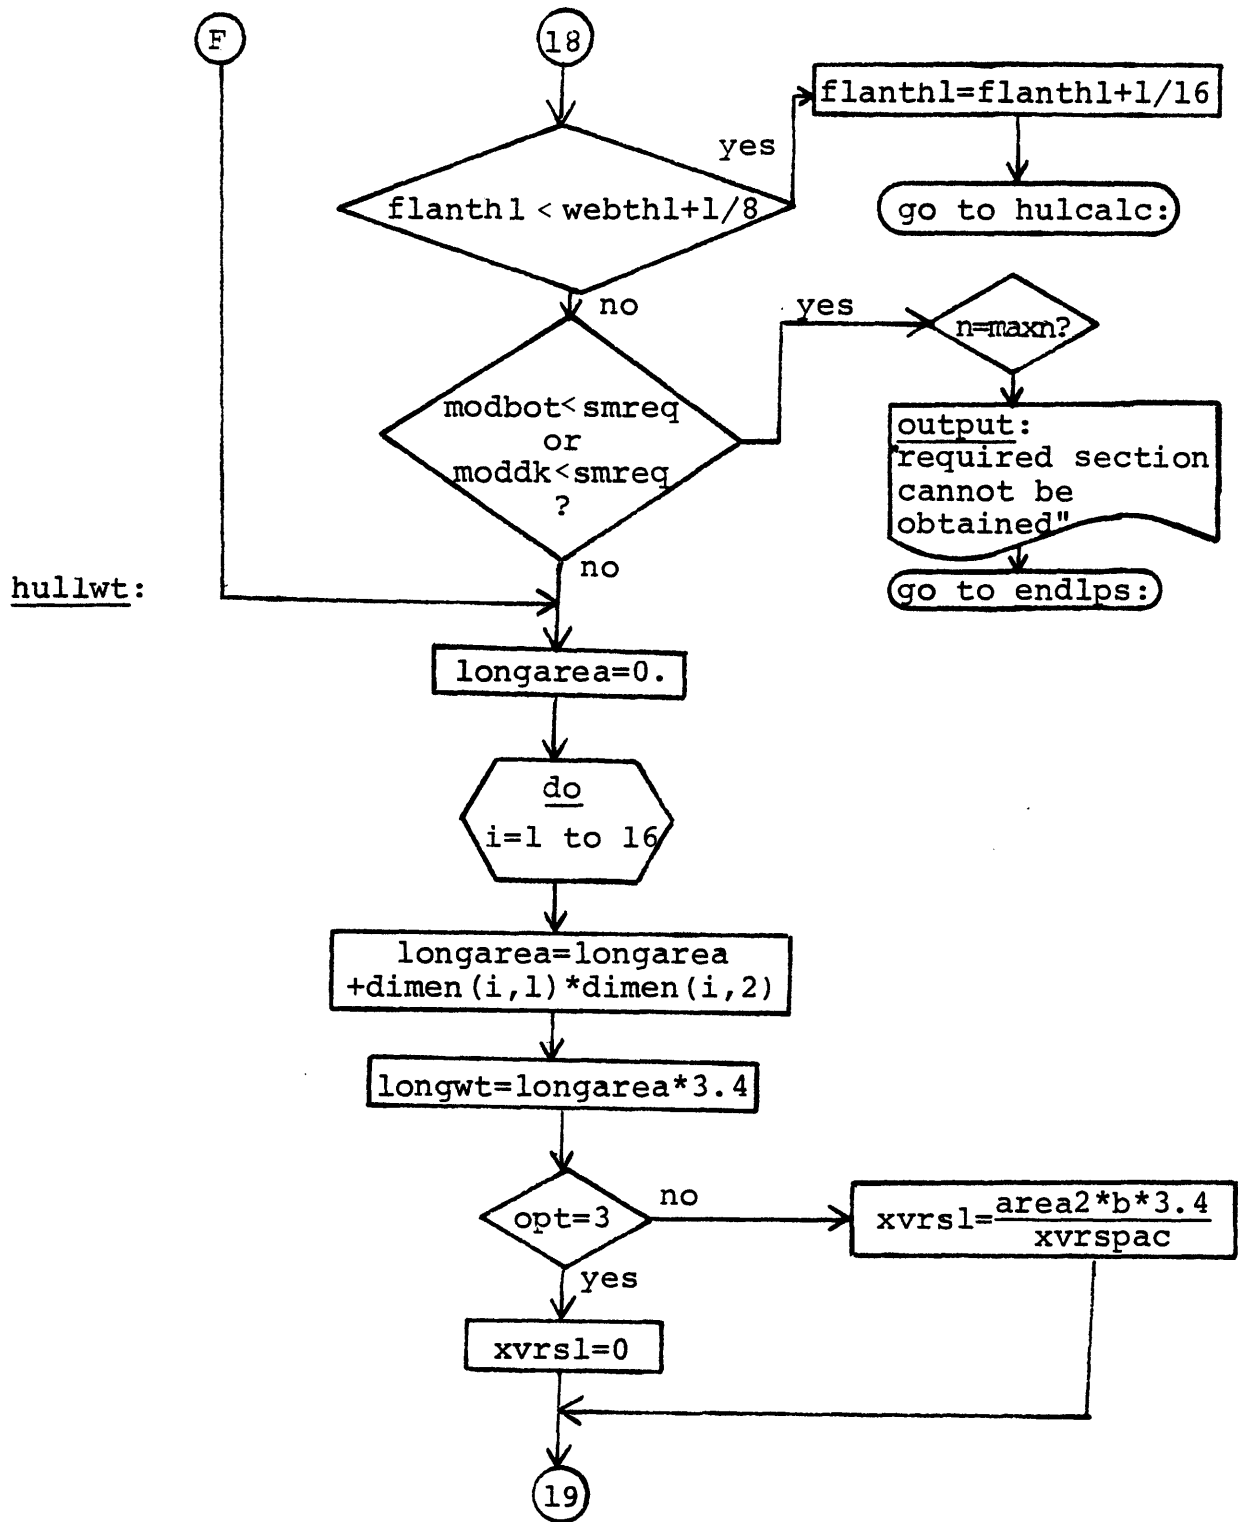 F
18
flanth1=flanth1+1/16
yes
flanth1<webth1+1/8
go to hulcalc:
no
yes
n=maxn?
modbot<smreq
or
moddk<smreq
?
output:
"required section
cannot be
obtained"
no
go to endlps:
hullwt:
longarea=0.
do
i=1 to 16
longarea=longarea
+dimen(i,1)*dimen(i,2)
longwt=longarea*3.4
opt=3
no
xvrs1=area2*b*3.4
xvrspac
yes
xvrs1=0
19